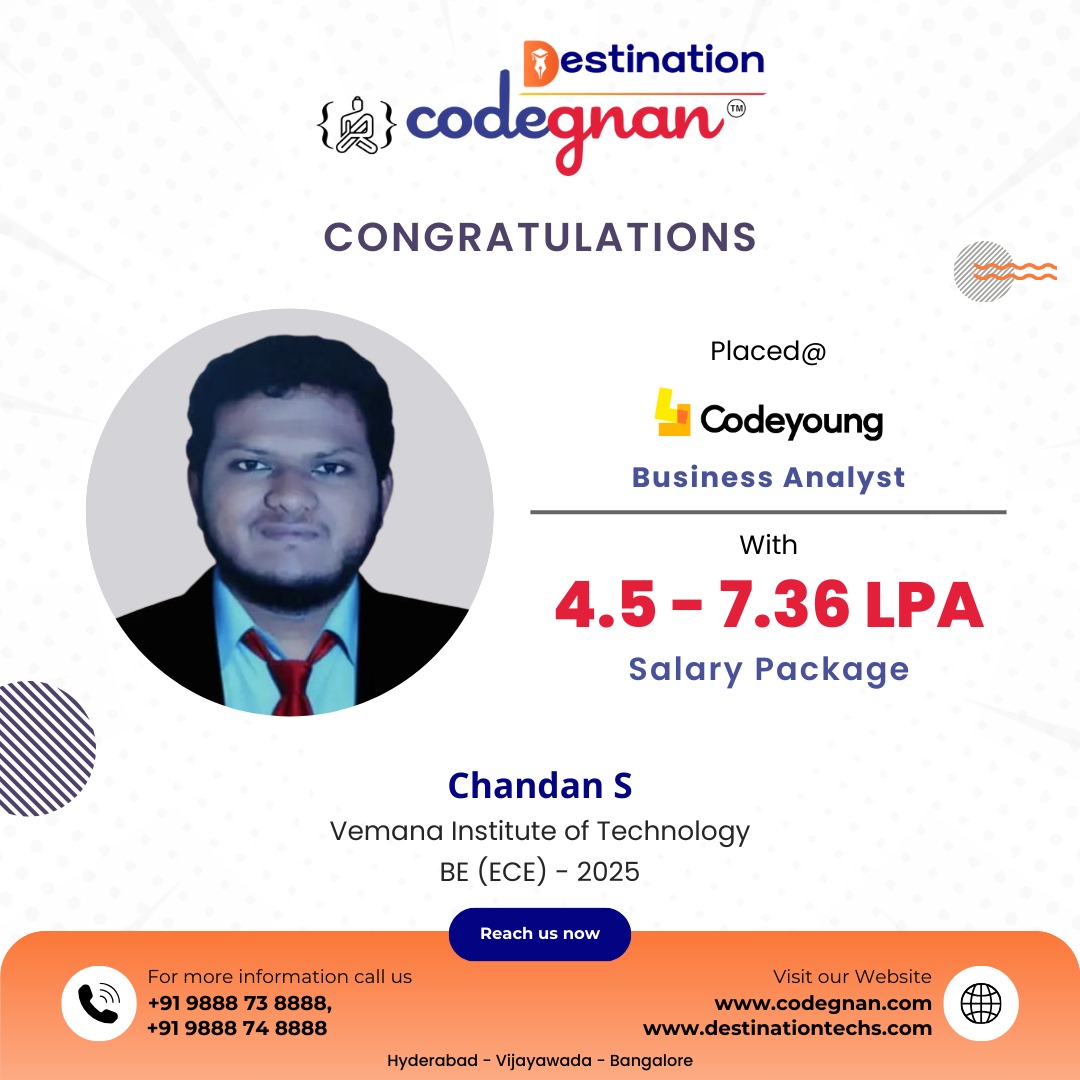 Destination
codegnan TM
CONGRATULATIONS
Placed@
Codeyoung
Business Analyst
With
4.5 - 7.36 LPA
Salary Package
Chandan S
Vemana Institute of Technology
BE (ECE) - 2025
Reach us now
For more information call us
+91 9888 73 8888,
+91 9888 74 8888
Visit our Website
www.codegnan.com
www.destinationtechs.com
Hyderabad - Vijayawada - Bangalore